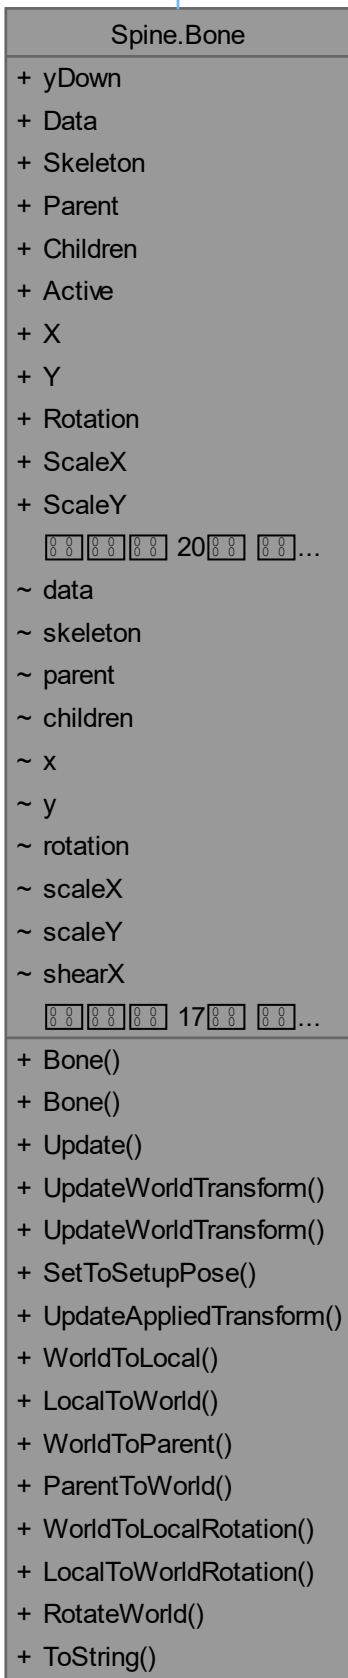 Spine.Bone
+ yDown
+ Data
+ Skeleton
+ Parent
+ Children
+ Active
+ X
+ Y
+ Rotation
+ ScaleX
+ ScaleY
20 ...
~ data
~ skeleton
~ parent
~ children
~ x
~ y
~ rotation
~ scaleX
~ scaleY
~ shearX
17 ...
+ Bone()
+ Bone()
+ Update()
+ UpdateWorldTransform()
+ UpdateWorldTransform()
+ SetToSetupPose()
+ UpdateAppliedTransform()
+ WorldToLocal()
+ LocalToWorld()
+ WorldToParent()
+ ParentToWorld()
+ WorldToLocalRotation()
+ LocalToWorldRotation()
+ RotateWorld()
+ ToString()